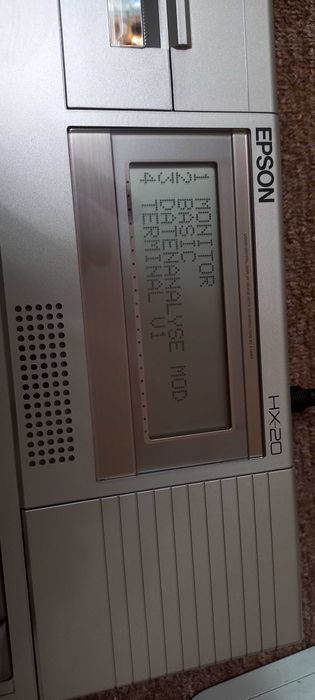 EPSON
HX-20
1 MONITOR
2 BASIC
3 DATENANALYSE MOD
4 TERMINAL V1